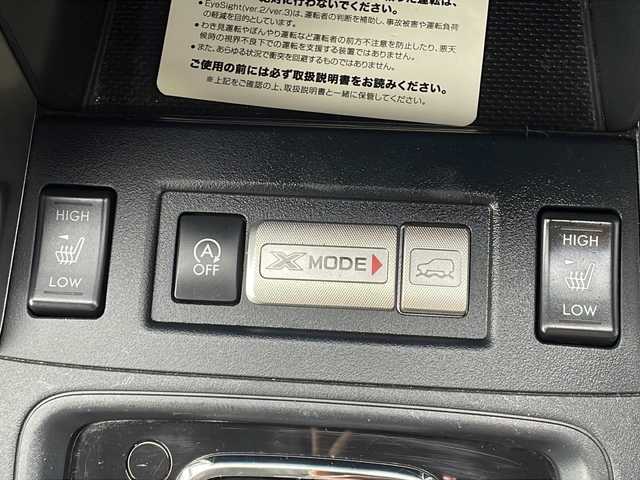 絶対に行わないでください。
• EyeSight(ver.2/ver.3)は、運転者の判断を補助し、事故被害や運転負荷
の軽減を目的としています。
• わき見運転やぼんやり運転など運転者の前方不注意を防止したり、悪天
候時の視界不良下での運転を支援する装置ではありません。
• また、あらゆる状況で衝突を回避するものではありません。
ご使用の前には必ず取扱説明書をお読みください。
※上記をご確認の上、取扱説明書と一緒に保管してください。
HIGH
LOW
A
OFF
X MODE
HIGH
LOW